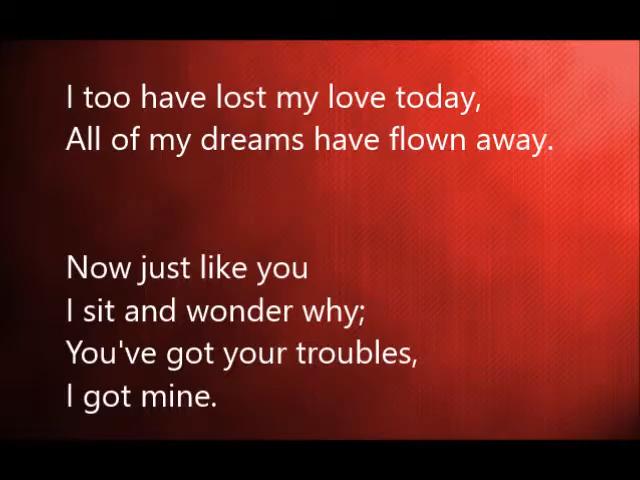 I too have lost my love today,
All of my dreams have flown away.
Now just like you
I sit and wonder why;
You've got your troubles,
I got mine.